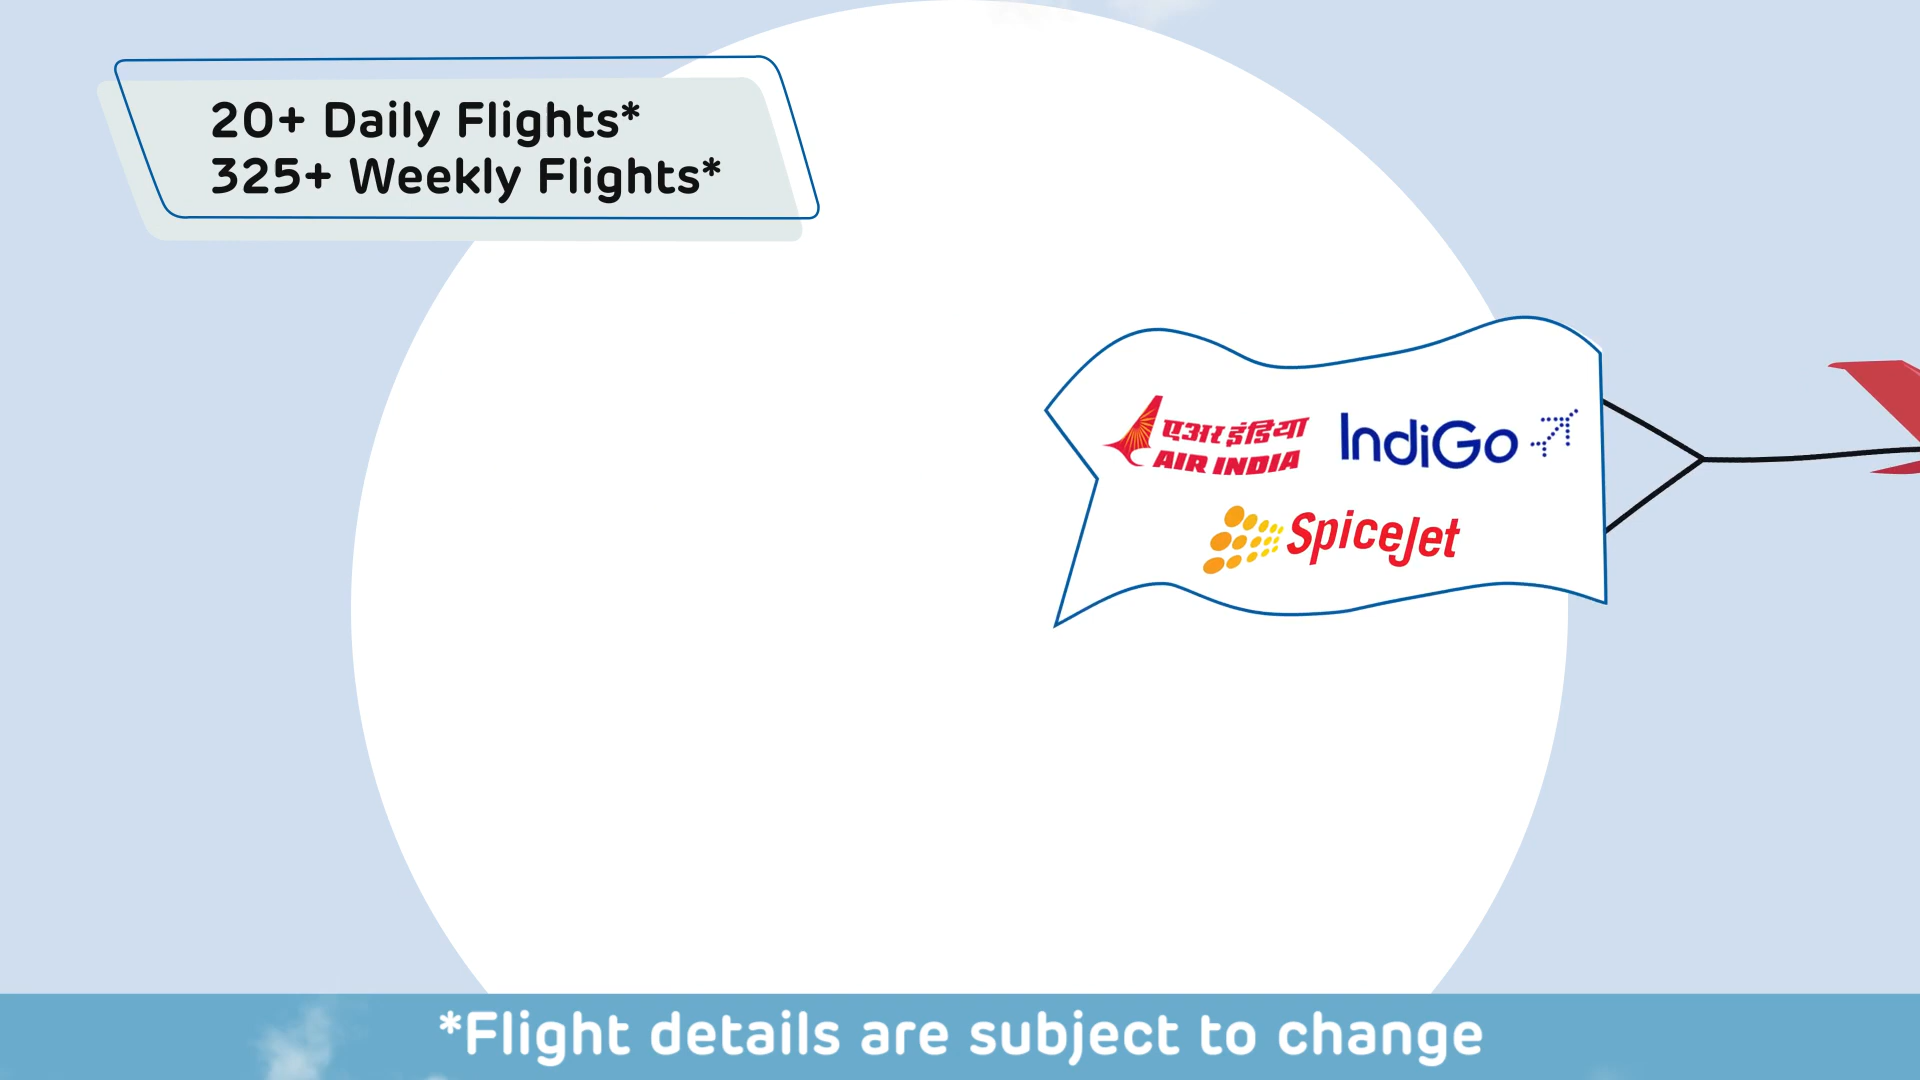 20+ Daily Flights*
325+ Weekly Flights*
एअर इंडिया
AIR INDIA
IndiGo
SpiceJet
*Flight details are subject to change